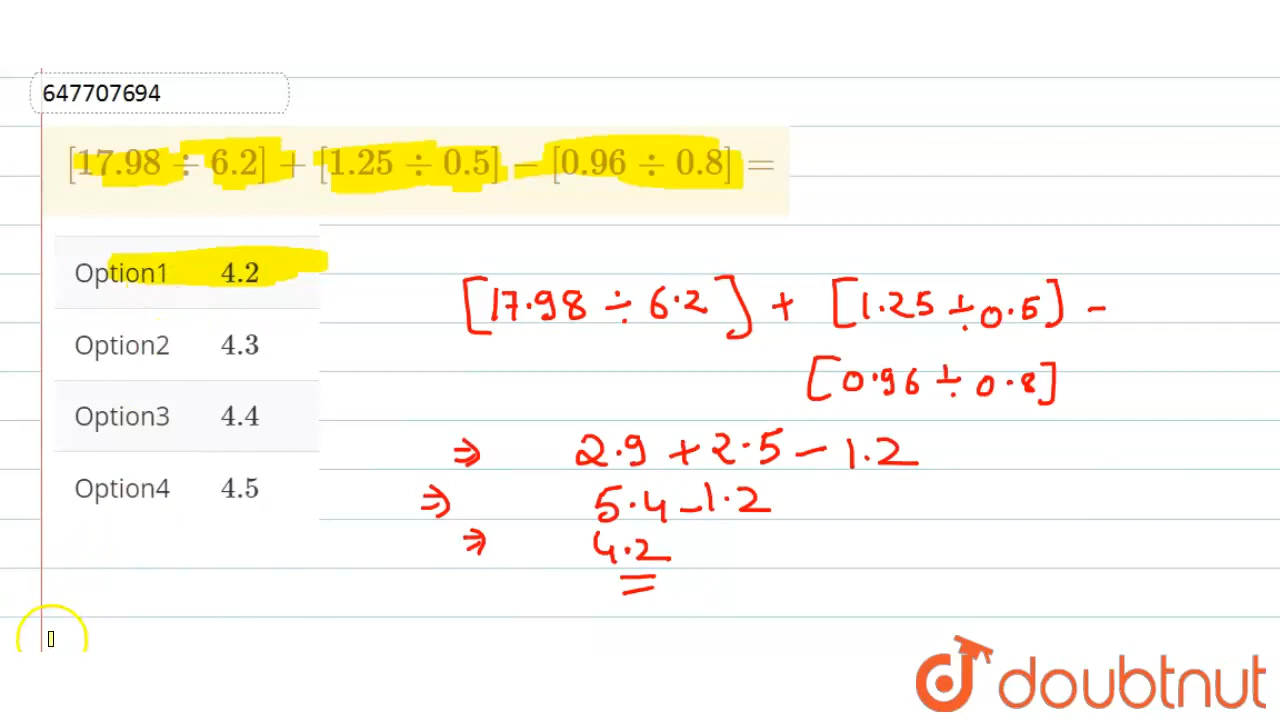 647707694
[17.98 ÷ 6.2] + [1.25 ÷ 0.5] − [0.96 ÷ 0.8] =
Option1 4.2
Option2 4.3
Option3 4.4
Option4 4.5
[17.98 ÷ 6.2] + [1.25 ÷ 0.5] −
[0.96 ÷ 0.8]
⇒ 2.9 + 2.5 − 1.2
⇒ 5.4 − 1.2
⇒ 4.2
doubtnut